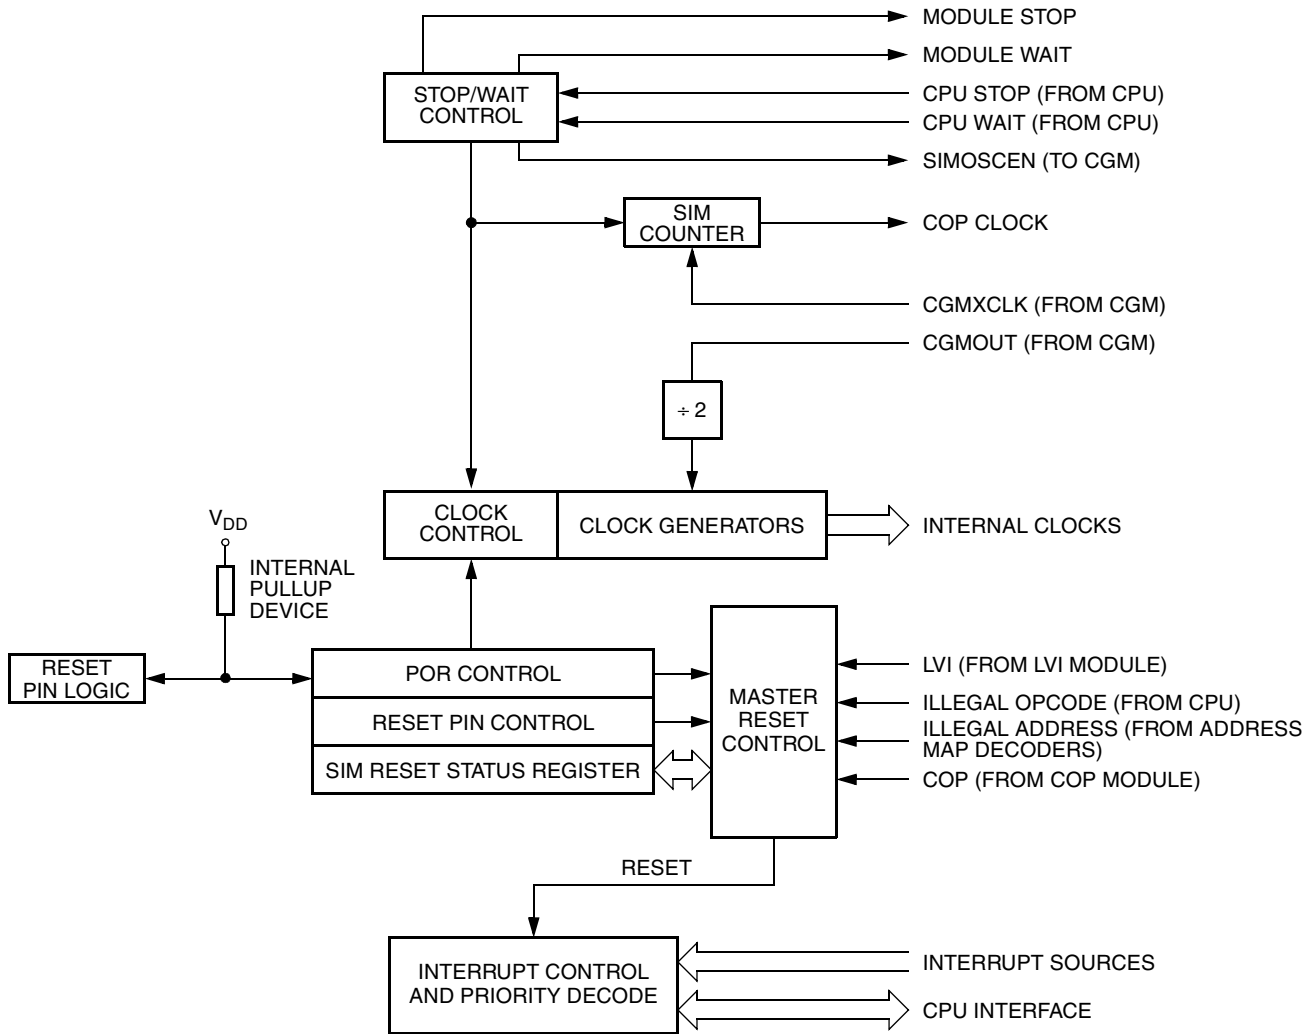 MODULE STOP
MODULE WAIT
STOP/WAIT
CONTROL
CPU STOP (FROM CPU)
CPU WAIT (FROM CPU)
SIMOSCEN (TO CGM)
SIM
COUNTER
COP CLOCK
CGMXCLK (FROM CGM)
CGMOUT (FROM CGM)
÷ 2
CLOCK
CONTROL
CLOCK GENERATORS
INTERNAL CLOCKS
VDD
INTERNAL
PULLUP
DEVICE
RESET
PIN LOGIC
POR CONTROL
RESET PIN CONTROL
SIM RESET STATUS REGISTER
MASTER
RESET
CONTROL
LVI (FROM LVI MODULE)
ILLEGAL OPCODE (FROM CPU)
ILLEGAL ADDRESS (FROM ADDRESS
MAP DECODERS)
COP (FROM COP MODULE)
RESET
INTERRUPT CONTROL
AND PRIORITY DECODE
INTERRUPT SOURCES
CPU INTERFACE